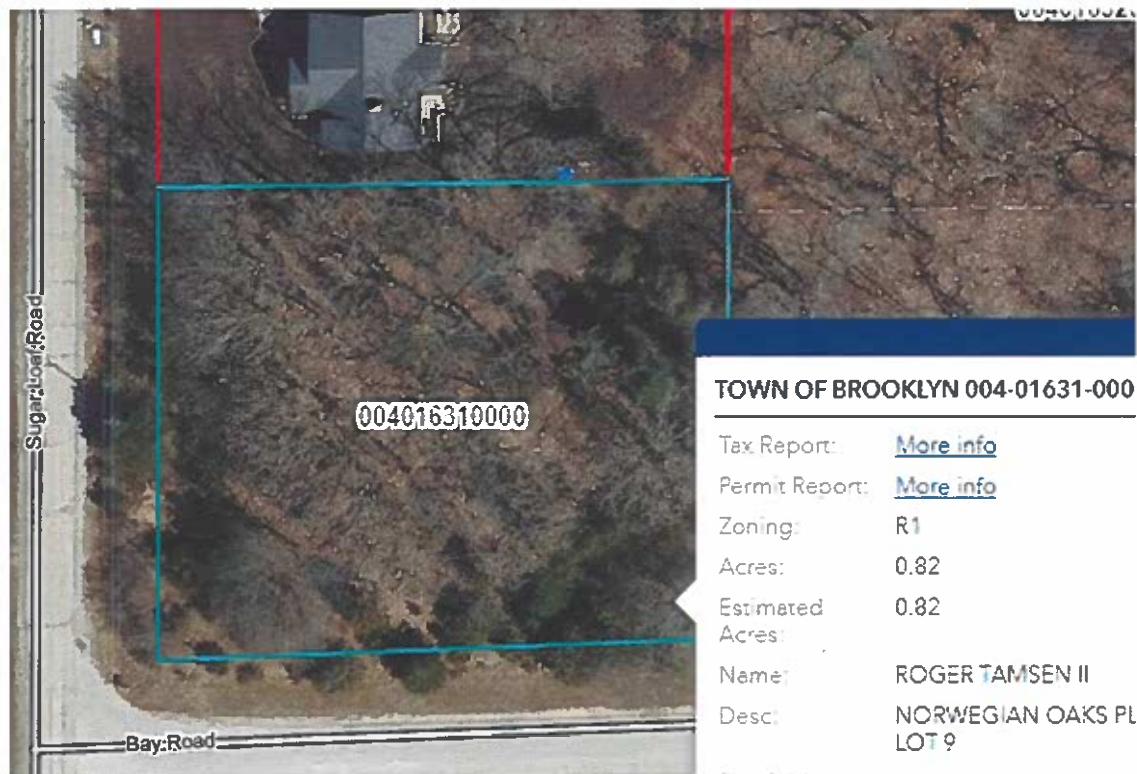 Sugar Loaf Road
004016310000
Bay Road
TOWN OF BROOKLYN 004-01631-000
Tax Report: More info
Permit Report: More info
Zoning: R1
Acres: 0.82
Estimated Acres: 0.82
Name: ROGER TAMSEN II
Desc: NORWEGIAN OAKS PL
LOT 9